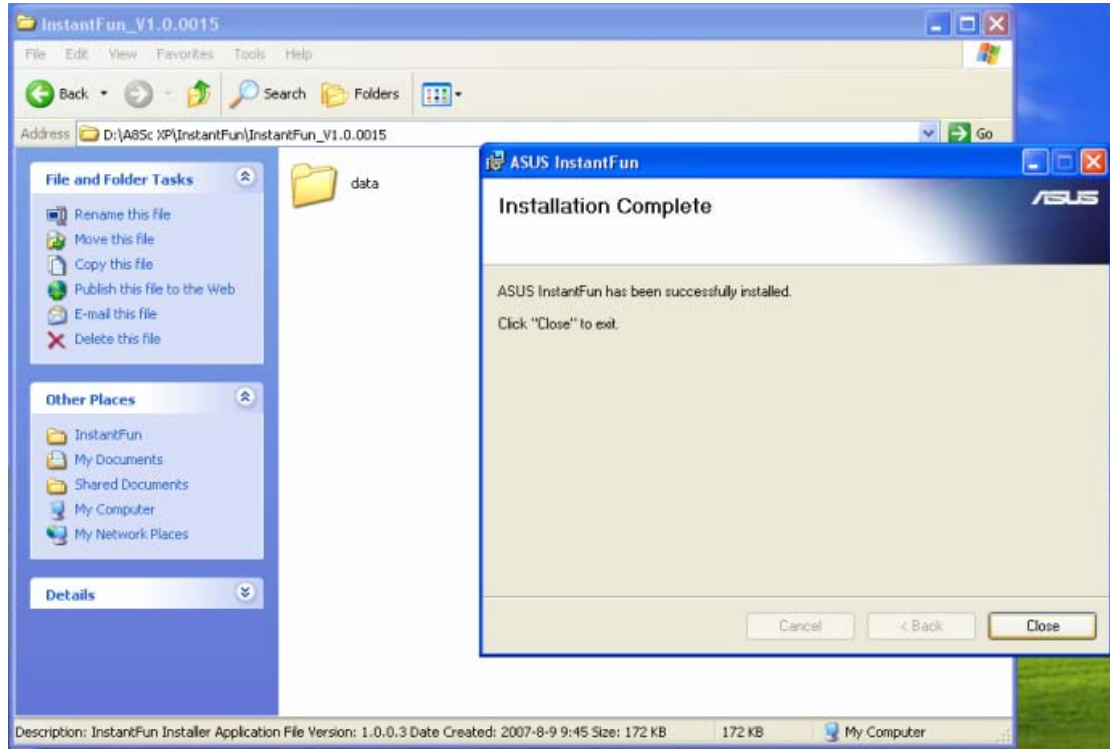 InstantFun_V1.0.0015
File Edit View Favorites Tools Help
Back Search Folders
Address D:\A8Sc XP\InstantFun\InstantFun_V1.0.0015 Go
File and Folder Tasks
Rename this file
Move this file
Copy this file
Publish this file to the Web
E-mail this file
Delete this file
Other Places
InstantFun
My Documents
Shared Documents
My Computer
My Network Places
Details
data
ASUS InstantFun
Installation Complete
ASUS
ASUS InstantFun has been successfully installed.
Click "Close" to exit.
Cancel < Back Close
Description: InstantFun Installer Application File Version: 1.0.0.3 Date Created: 2007-8-9 9:45 Size: 172 KB 172 KB My Computer